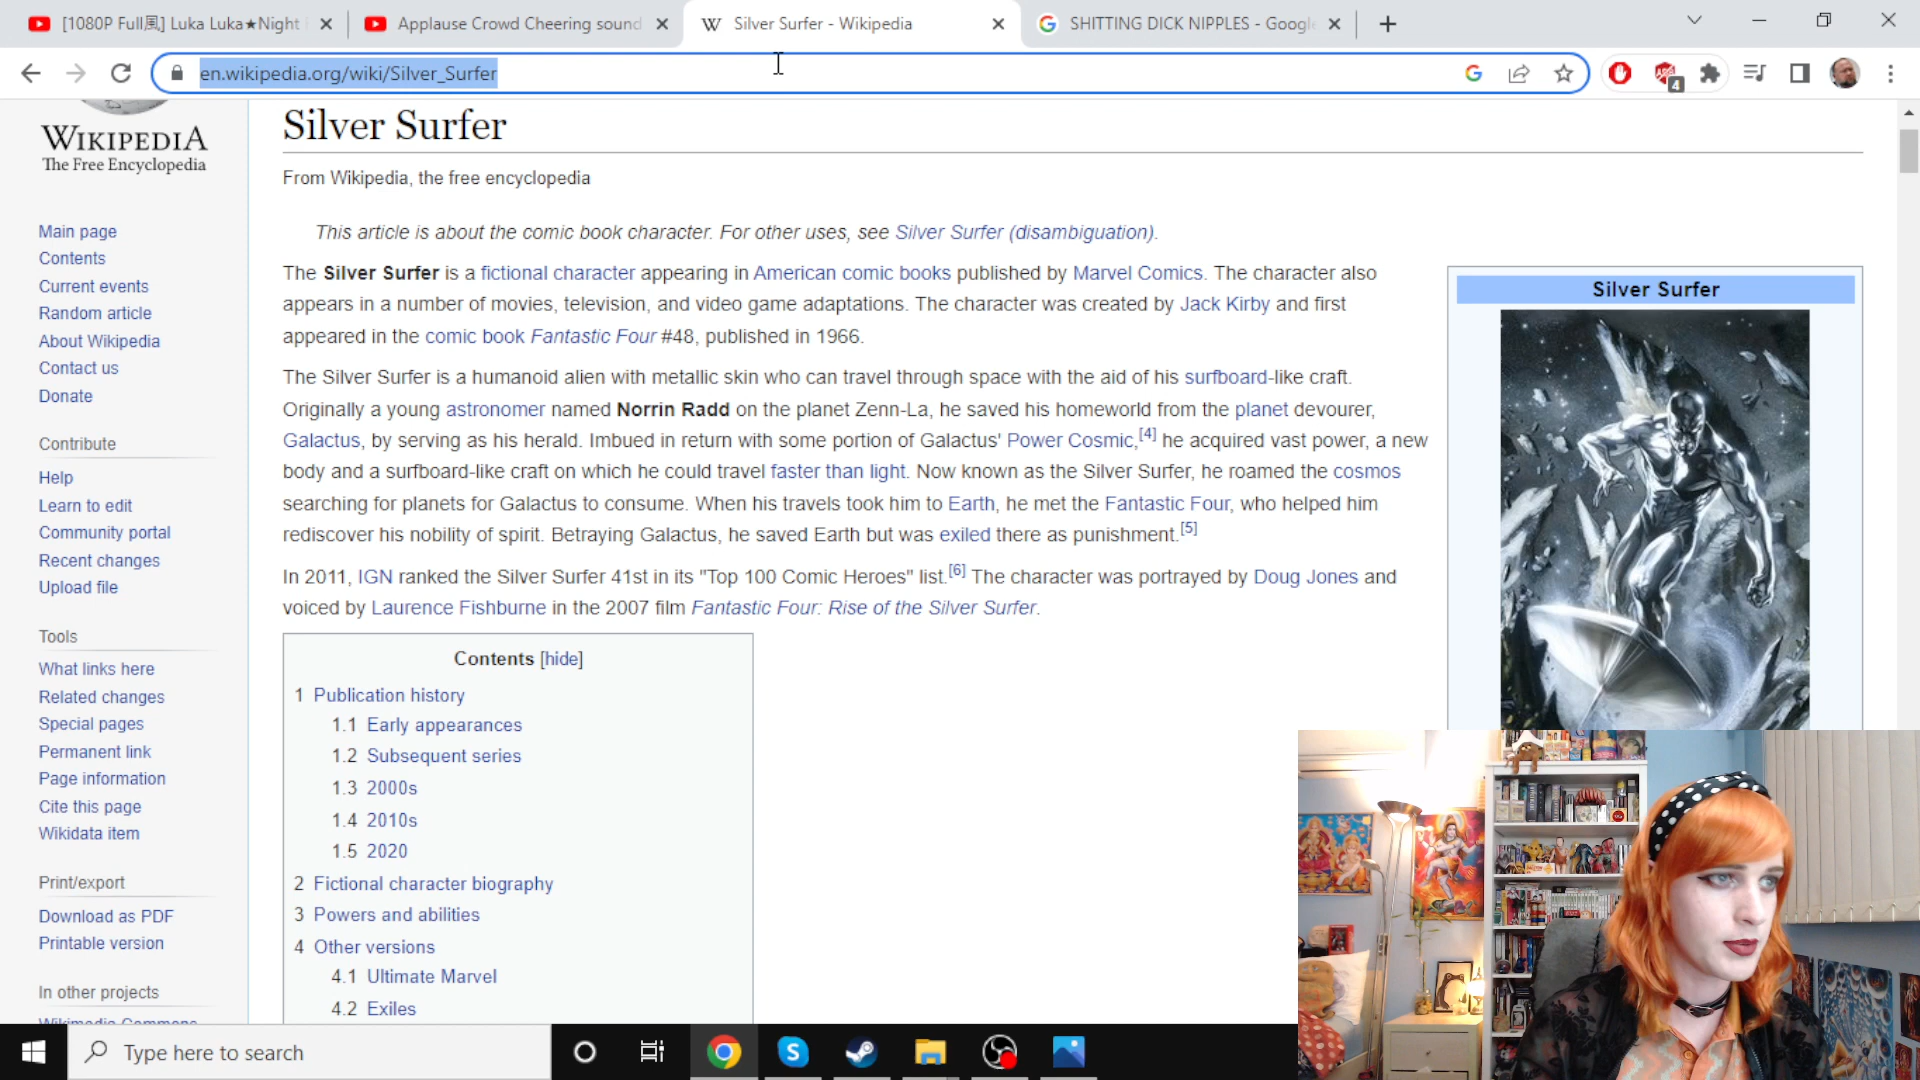 [1080P Full風] Luka Luka★Night
Applause Crowd Cheering sound
Silver Surfer - Wikipedia
SHITTING DICK NIPPLES - Google
en.wikipedia.org/wiki/Silver_Surfer
4
WIKIPEDIA
The Free Encyclopedia
Main page
Contents
Current events
Random article
About Wikipedia
Contact us
Donate
Contribute
Help
Learn to edit
Community portal
Recent changes
Upload file
Tools
What links here
Related changes
Special pages
Permanent link
Page information
Cite this page
Wikidata item
Print/export
Download as PDF
Printable version
In other projects
Wikimedia Commons
Silver Surfer
From Wikipedia, the free encyclopedia
This article is about the comic book character. For other uses, see Silver Surfer (disambiguation).
The Silver Surfer is a fictional character appearing in American comic books published by Marvel Comics. The character also
appears in a number of movies, television, and video game adaptations. The character was created by Jack Kirby and first
appeared in the comic book Fantastic Four #48, published in 1966.
The Silver Surfer is a humanoid alien with metallic skin who can travel through space with the aid of his surfboard-like craft.
Originally a young astronomer named Norrin Radd on the planet Zenn-La, he saved his homeworld from the planet devourer,
Galactus, by serving as his herald. Imbued in return with some portion of Galactus' Power Cosmic,[4] he acquired vast power, a new
body and a surfboard-like craft on which he could travel faster than light. Now known as the Silver Surfer, he roamed the cosmos
searching for planets for Galactus to consume. When his travels took him to Earth, he met the Fantastic Four, who helped him
rediscover his nobility of spirit. Betraying Galactus, he saved Earth but was exiled there as punishment.[5]
In 2011, IGN ranked the Silver Surfer 41st in its "Top 100 Comic Heroes" list.[6] The character was portrayed by Doug Jones and
voiced by Laurence Fishburne in the 2007 film Fantastic Four: Rise of the Silver Surfer.
Contents [hide]
1 Publication history
1.1 Early appearances
1.2 Subsequent series
1.3 2000s
1.4 2010s
1.5 2020
2 Fictional character biography
3 Powers and abilities
4 Other versions
4.1 Ultimate Marvel
4.2 Exiles
Silver Surfer
Type here to search